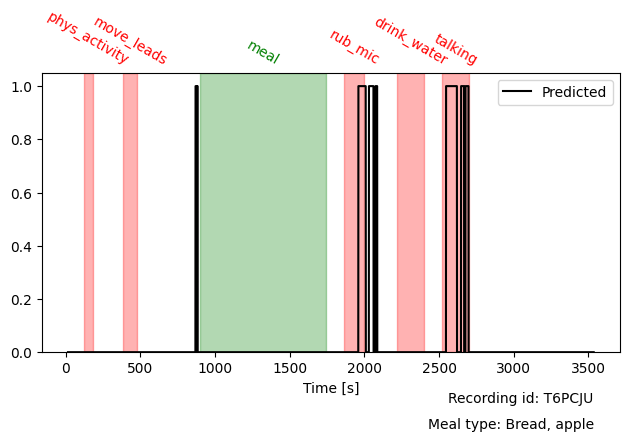 phys_activity
move_leads
meal
rub_mic
drink_water
talking
1.0
0.8
0.6
0.4
0.2
0.0
Predicted
0 500 1000 1500 2000 2500 3000 3500
Time [s]
Recording id: T6PCJU
Meal type: Bread, apple